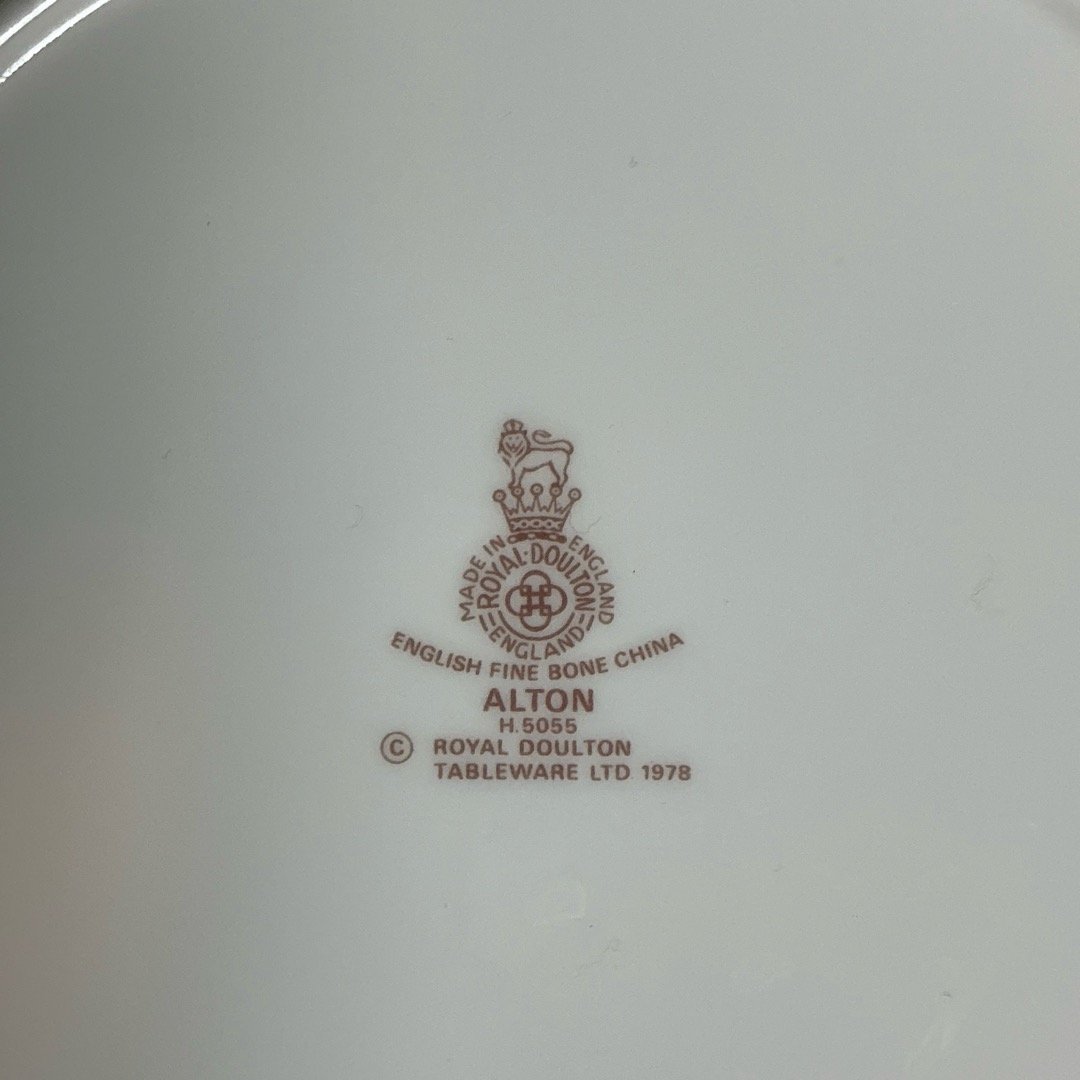 MADE IN ENGLAND
ROYAL·DOULTON
ENGLAND
ENGLISH FINE BONE CHINA
ALTON
H.5055
© ROYAL DOULTON
TABLEWARE LTD. 1978